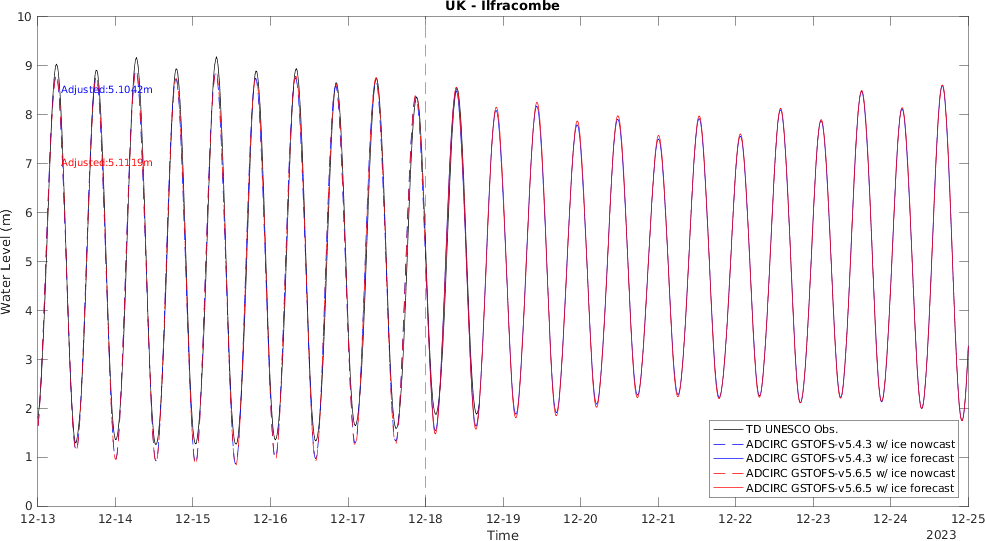 UK - Ilfracombe
10
9
8
7
6
5
4
3
2
1
0
Water Level (m)
Adjusted:5.1042m
Adjusted:5.1119m
TD UNESCO Obs.
ADCIRC GSTOFS-v5.4.3 w/ ice nowcast
ADCIRC GSTOFS-v5.4.3 w/ ice forecast
ADCIRC GSTOFS-v5.6.5 w/ ice nowcast
ADCIRC GSTOFS-v5.6.5 w/ ice forecast
12-13 12-14 12-15 12-16 12-17 12-18 12-19 12-20 12-21 12-22 12-23 12-24 12-25
Time
2023